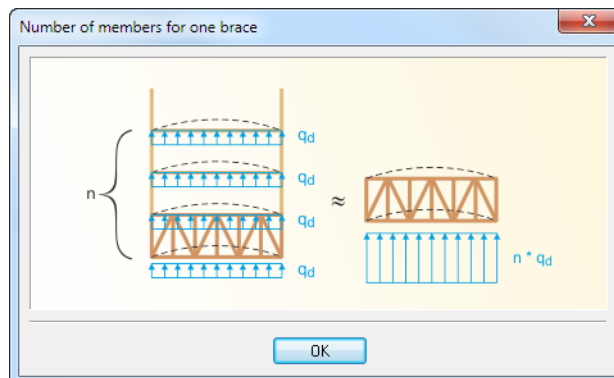 Number of members for one brace
x
qd
qd
n
qd
≈
qd
n * qd
OK